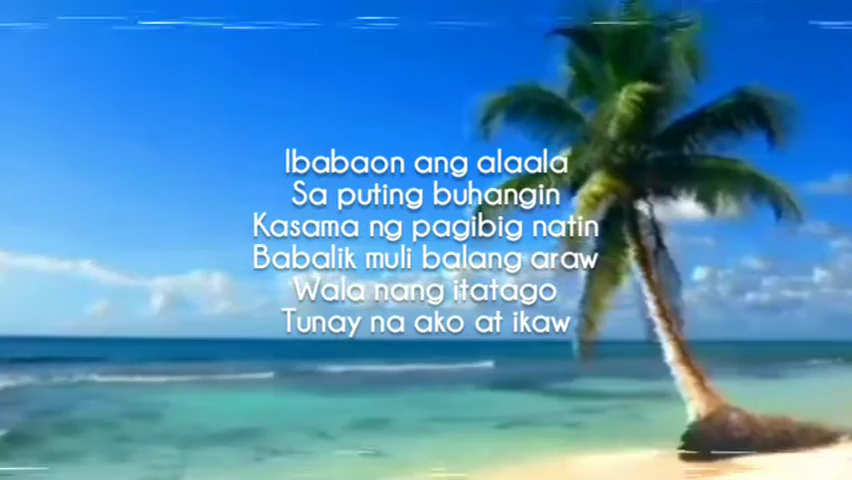 Ibabaon ang alaala
Sa puting buhangin
Kasama ng pagibig natin
Babalik muli balang araw
Wala nang itatago
Tunay na ako at ikaw